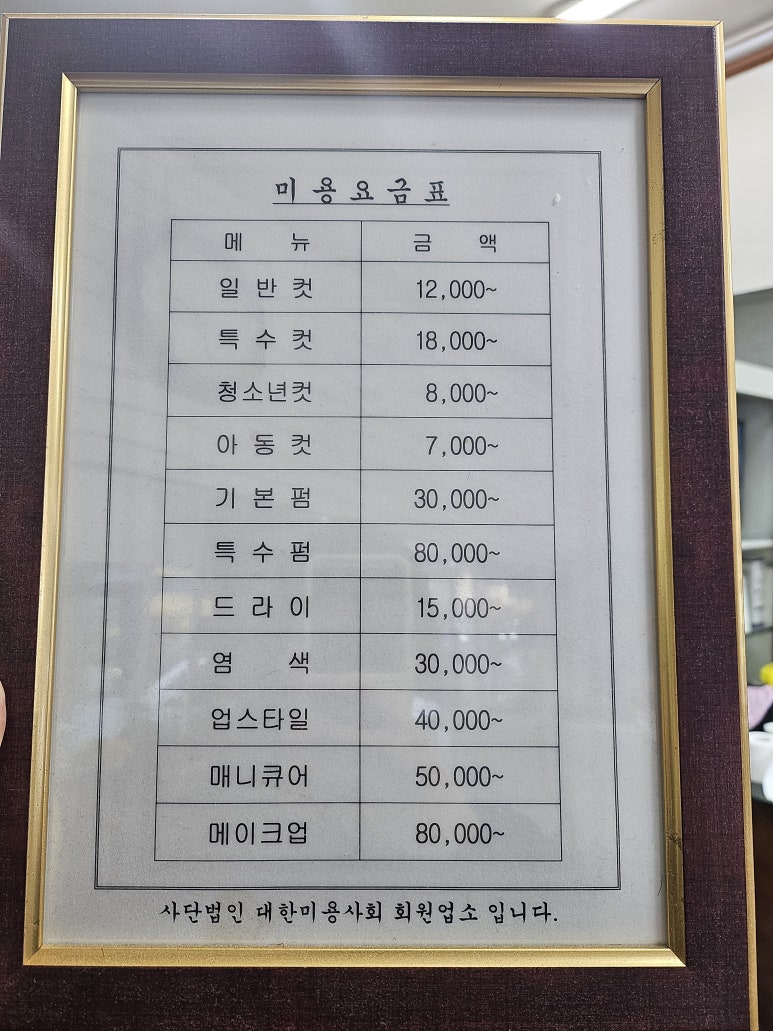 미용요금표
메 뉴 금 액
일반컷 12,000~
특수컷 18,000~
청소년컷 8,000~
아동컷 7,000~
기본펌 30,000~
특수펌 80,000~
드라이 15,000~
염 색 30,000~
업스타일 40,000~
매니큐어 50,000~
메이크업 80,000~
사단법인 대한미용사회 회원업소 입니다.